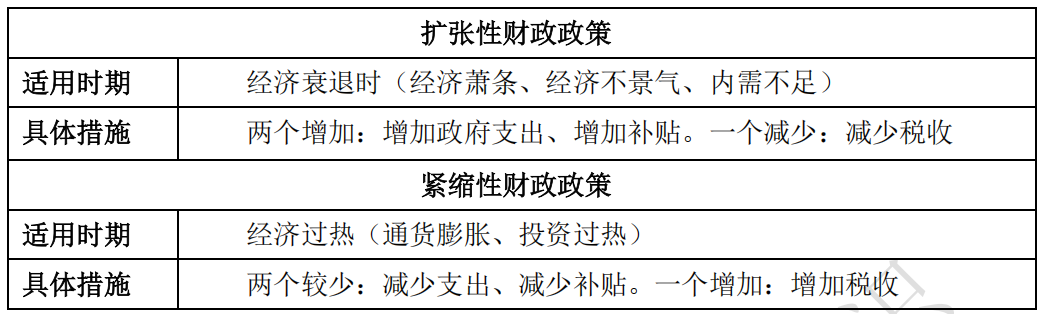 扩张性财政政策
适用时期 经济衰退时（经济萧条、经济不景气、内需不足）
具体措施 两个增加：增加政府支出、增加补贴。一个减少：减少税收
紧缩性财政政策
适用时期 经济过热（通货膨胀、投资过热）
具体措施 两个较少：减少支出、减少补贴。一个增加：增加税收